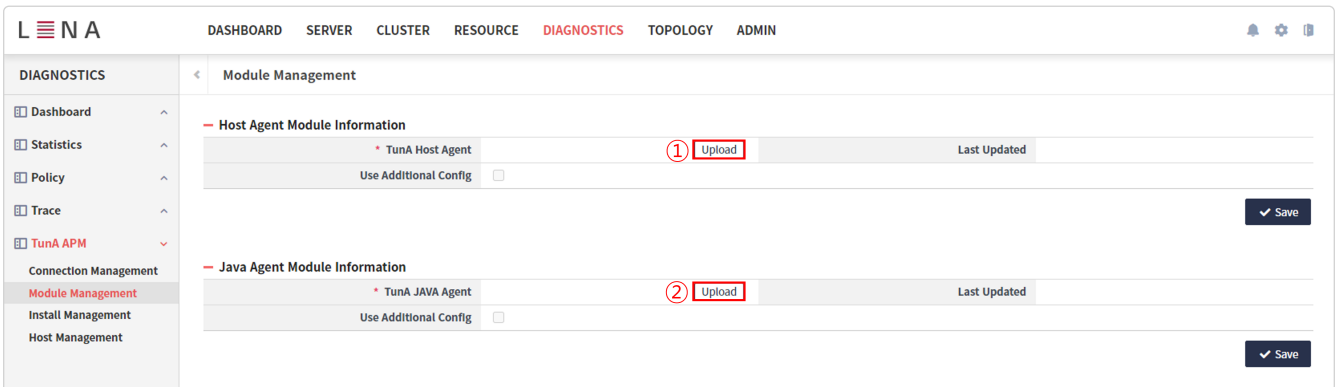 LENA DASHBOARD SERVER CLUSTER RESOURCE DIAGNOSTICS TOPOLOGY ADMIN
DIAGNOSTICS
Module Management
Dashboard
Statistics
Policy
Trace
TunA APM
Connection Management
Module Management
Install Management
Host Management
Host Agent Module Information
* TunA Host Agent ① Upload Last Updated
Use Additional Config
Save
Java Agent Module Information
* TunA JAVA Agent ② Upload Last Updated
Use Additional Config
Save